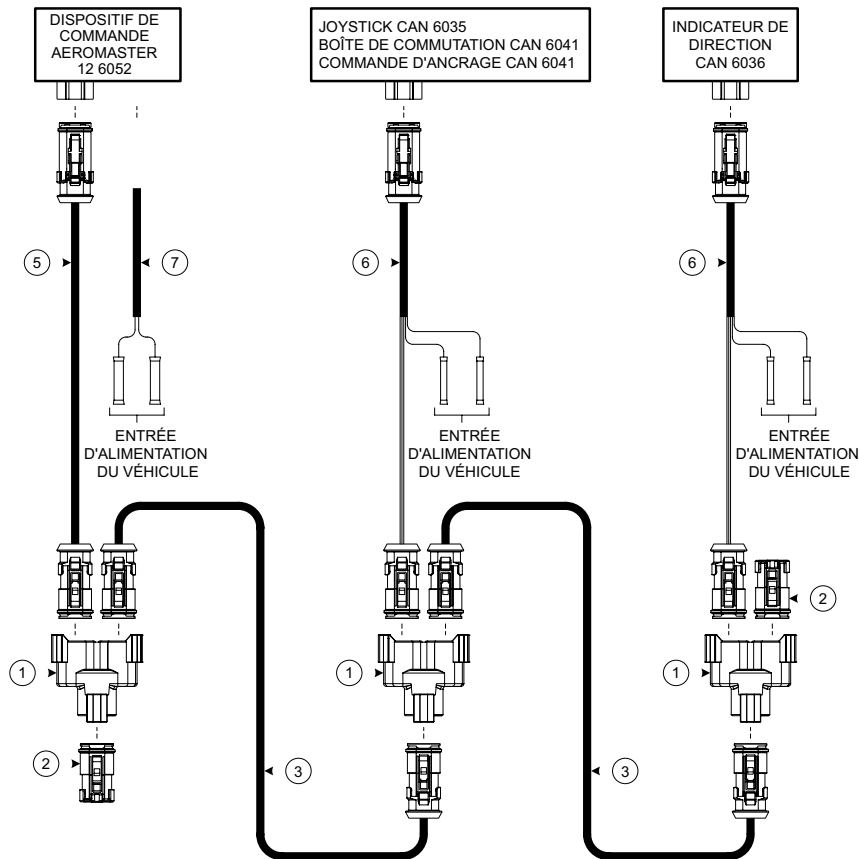 DISPOSITIF DE
COMMANDE
AEROMASTER
12 6052
JOYSTICK CAN 6035
BOÎTE DE COMMUTATION CAN 6041
COMMANDE D'ANCRAGE CAN 6041
INDICATEUR DE
DIRECTION
CAN 6036
5
7
6
6
ENTRÉE
D'ALIMENTATION
DU VÉHICULE
ENTRÉE
D'ALIMENTATION
DU VÉHICULE
ENTRÉE
D'ALIMENTATION
DU VÉHICULE
2
1
1
1
2
3
3